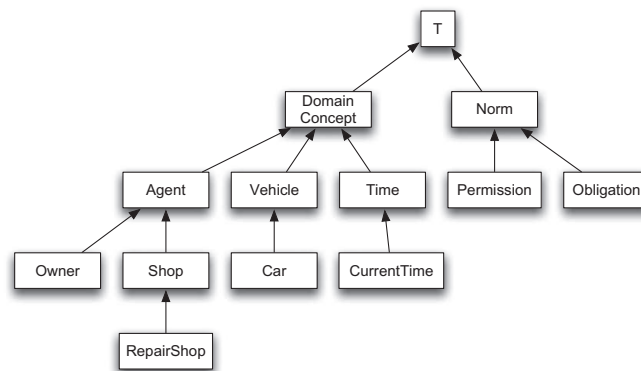 T
Domain
Concept
Norm
Agent
Vehicle
Time
Permission
Obligation
Owner
Shop
Car
CurrentTime
RepairShop